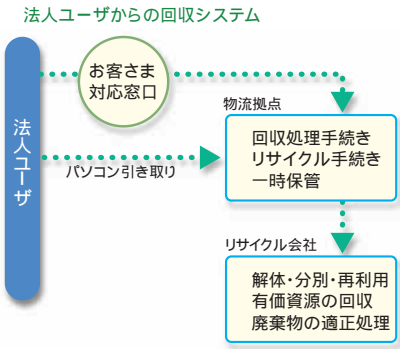 法人ユーザからの回収システム
お客さま
対応窓口
法人ユーザ
パソコン引き取り
物流拠点
回収処理手続き
リサイクル手続き
一時保管
リサイクル会社
解体・分別・再利用
有価資源の回収
廃棄物の適正処理